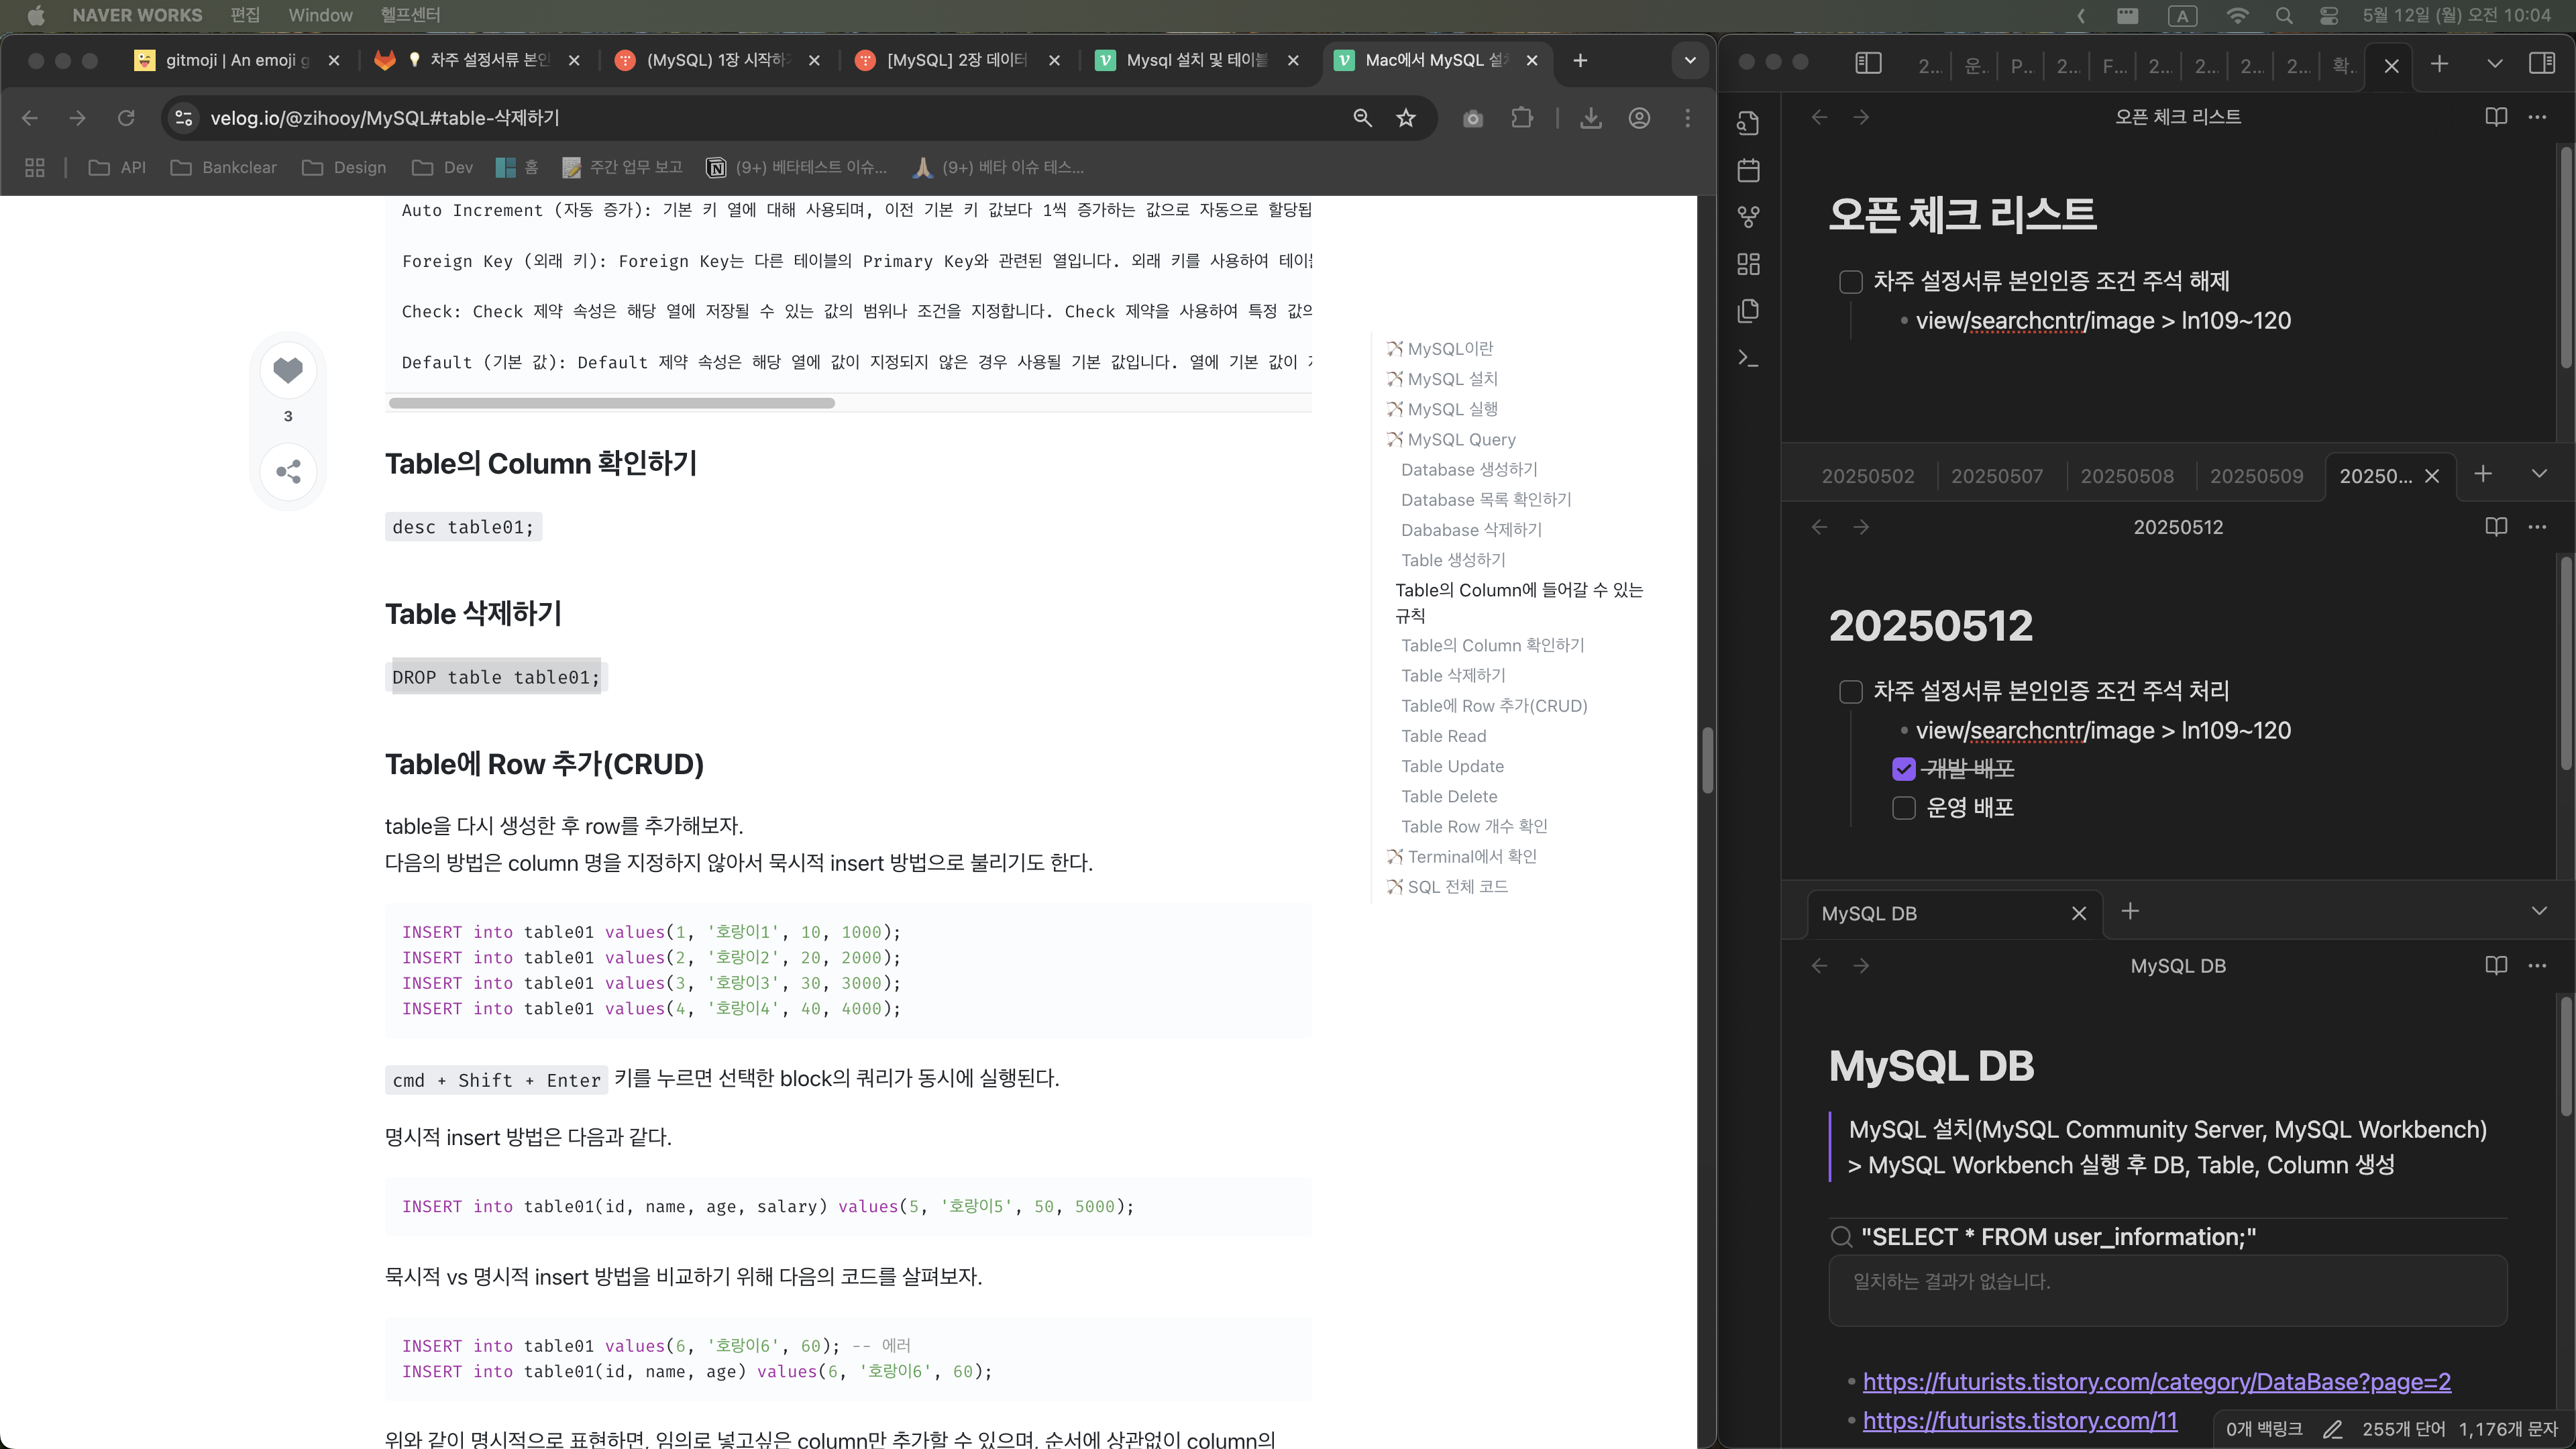 NAVER WORKS 편집 Window 헬프센터
A 5월 12일 (월) 오전 10:04
gitmoji | An emoji g
차주 설정서류 본인
(MySQL) 1장 시작하
[MySQL] 2장 데이터
Mysql 설치 및 테이블
Mac에서 MySQL 설치
velog.io/@zihooy/MySQL#table-삭제하기
API Bankclear Design Dev 홈 주간 업무 보고 (9+) 베타테스트 이슈... (9+) 베타 이슈 테스...
Auto Increment (자동 증가): 기본 키 열에 대해 사용되며, 이전 기본 키 값보다 1씩 증가하는 값으로 자동으로 할당됩
Foreign Key (외래 키): Foreign Key는 다른 테이블의 Primary Key와 관련된 열입니다. 외래 키를 사용하여 테이블
Check: Check 제약 속성은 해당 열에 저장될 수 있는 값의 범위나 조건을 지정합니다. Check 제약을 사용하여 특정 값의
Default (기본 값): Default 제약 속성은 해당 열에 값이 지정되지 않은 경우 사용될 기본 값입니다. 열에 기본 값이
3
Table의 Column 확인하기
desc table01;
Table 삭제하기
DROP table table01;
Table에 Row 추가(CRUD)
table을 다시 생성한 후 row를 추가해보자.
다음의 방법은 column 명을 지정하지 않아서 묵시적 insert 방법으로 불리기도 한다.
INSERT into table01 values(1, '호랑이1', 10, 1000);
INSERT into table01 values(2, '호랑이2', 20, 2000);
INSERT into table01 values(3, '호랑이3', 30, 3000);
INSERT into table01 values(4, '호랑이4', 40, 4000);
cmd + Shift + Enter 키를 누르면 선택한 block의 쿼리가 동시에 실행된다.
명시적 insert 방법은 다음과 같다.
INSERT into table01(id, name, age, salary) values(5, '호랑이5', 50, 5000);
묵시적 vs 명시적 insert 방법을 비교하기 위해 다음의 코드를 살펴보자.
INSERT into table01 values(6, '호랑이6', 60); -- 에러
INSERT into table01(id, name, age) values(6, '호랑이6', 60);
위와 같이 명시적으로 표현하면, 임의로 넣고싶은 column만 추가할 수 있으며, 순서에 상관없이 column의
MySQL이란
MySQL 설치
MySQL 실행
MySQL Query
Database 생성하기
Database 목록 확인하기
Dababase 삭제하기
Table 생성하기
Table의 Column에 들어갈 수 있는
규칙
Table의 Column 확인하기
Table 삭제하기
Table에 Row 추가(CRUD)
Table Read
Table Update
Table Delete
Table Row 개수 확인
Terminal에서 확인
SQL 전체 코드
2... 운. P... 2... F... 2... 2... 2... 2... 확.
오픈 체크 리스트
오픈 체크 리스트
차주 설정서류 본인인증 조건 주석 해제
view/searchcntr/image > ln109~120
20250502 20250507 20250508 20250509 20250...
20250512
20250512
차주 설정서류 본인인증 조건 주석 처리
view/searchcntr/image > ln109~120
개발 배포
운영 배포
MySQL DB
MySQL DB
MySQL DB
MySQL 설치(MySQL Community Server, MySQL Workbench)
> MySQL Workbench 실행 후 DB, Table, Column 생성
"SELECT * FROM user_information;"
일치하는 결과가 없습니다.
https://futurists.tistory.com/category/DataBase?page=2
https://futurists.tistory.com/11
0개 백링크 255개 단어 1,176개 문자